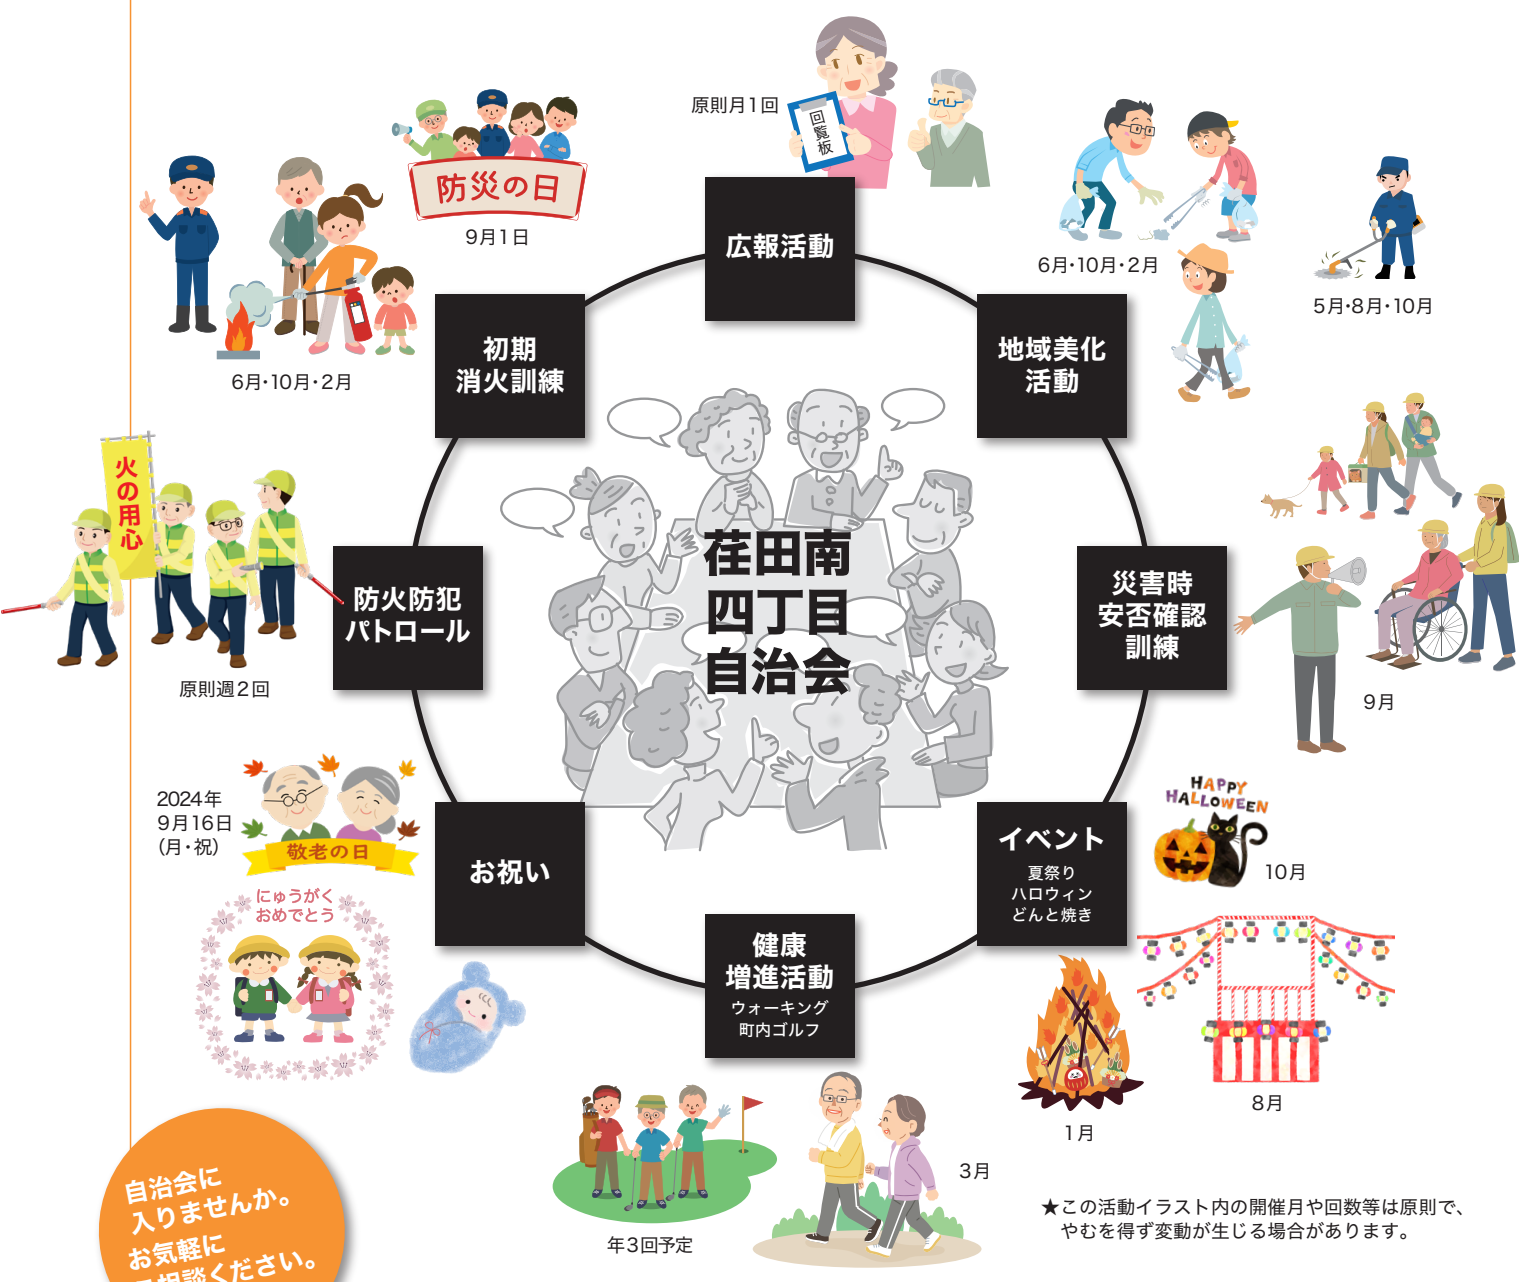 原則月1回
回覧板
広報活動
防災の日
9月1日
初期
消火訓練
6月・10月・2月
6月・10月・2月
5月・8月・10月
地域美化
活動
火の用心
防火防犯
パトロール
原則週2回
荏田南
四丁目
自治会
災害時
安否確認
訓練
9月
2024年
9月16日
(月・祝)
敬老の日
お祝い
にゅうがく
おめでとう
イベント
夏祭り
ハロウィン
どんと焼き
HAPPY
HALLOWEEN
10月
健康
増進活動
ウォーキング
町内ゴルフ
8月
1月
3月
年3回予定
★この活動イラスト内の開催月や回数等は原則で、
やむを得ず変動が生じる場合があります。
自治会に
入りませんか。
お気軽に
ご相談ください。